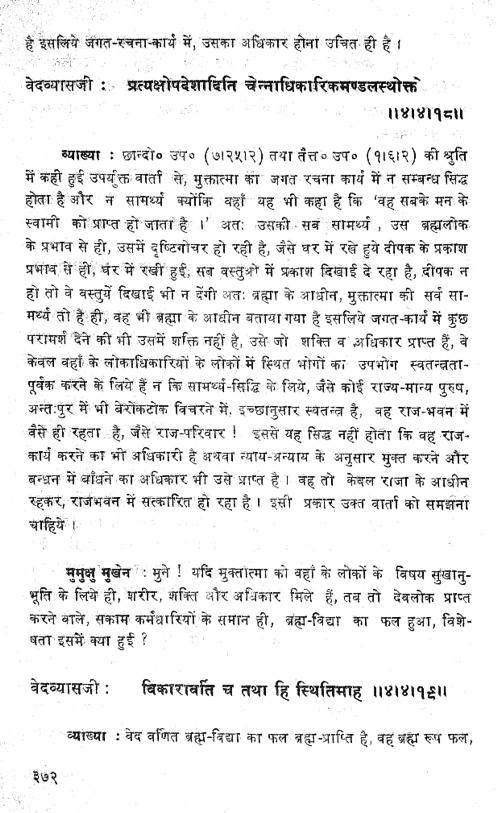 है इसलिये जगत-रचना-कार्य में, उसका अधिकार होना उचित ही है ।
वेदव्यासजी : प्रत्यक्षोपदेशादिति चेन्नाधिकारिकमण्डलस्थोक्ते
॥४।४।१८॥
व्याख्या : छान्दो० उप० (७।२५।२) तथा तैत्त० उप० (१।६।२) की श्रुति
में कही हुई उपर्युक्त वार्ता से, मुक्तात्मा का जगत रचना कार्य में न सम्वन्ध सिद्ध
होता है और न सामर्थ्य क्योंकि वहाँ यह भी कहा है कि 'वह सबके मन के
स्वामी को प्राप्त हो जाता है ।' अतः उसकी सब सामर्थ्य, उस ब्रह्मलोक
के प्रभाव से ही, उसमें दृष्टिगोचर हो रही है, जैसे घर में रखे हुये दीपक के प्रकाश
प्रभाव से ही, घर में रखी हुई, सब वस्तुओं में प्रकाश दिखाई दे रहा है, दीपक न
हो तो वे वस्तुयें दिखाई भी न देंगी अतः ब्रह्मा के आधीन, मुक्तात्मा की सर्व सा-
मर्थ्य तो है ही, वह भी ब्रह्मा के आधीन बताया गया है इसलिये जगत-कार्य में कुछ
परामर्श देने की भी उसमें शक्ति नहीं है, उसे जो शक्ति व अधिकार प्राप्त हैं, वे
केवल वहाँ के लोकाधिकारियों के लोकों में स्थित भोगों का उपभोग स्वतन्त्रता-
पूर्वक करने के लिये हैं न कि सामर्थ्य-सिद्धि के लिये, जैसे कोई राज्य-मान्य पुरुष,
अन्तःपुर में भी बेरोकटोक विचरने में, इच्छानुसार स्वतन्त्र है, वह राज-भवन में
वैसे ही रहता है, जैसे राज-परिवार ! इससे यह सिद्ध नहीं होता कि वह राज-
कार्य करने का भी अधिकारी है अथवा न्याय-अन्याय के अनुसार मुक्त करने और
बन्धन में बाँधने का अधिकार भी उसे प्राप्त है । वह तो केवल राजा के आधीन
रहकर, राजभवन में सत्कारित हो रहा है । इसी प्रकार उक्त वार्ता को समझना
चाहिये ।
मुमुक्षु मुखेन : मुने ! यदि मुक्तात्मा को वहाँ के लोकों के विषय सुखानु-
भूति के लिये ही, शरीर, शक्ति और अधिकार मिले हैं, तब तो देवलोक प्राप्त
करने वाले, सकाम कर्मधारियों के समान ही, ब्रह्म-विद्या का फल हुआ, विशे-
षता इसमें क्या हुई ?
वेदव्यासजी : विकारावर्ति च तथा हि स्थितिमाह ॥४।४।१९॥
व्याख्या : वेद वर्णित ब्रह्म-विद्या का फल ब्रह्म-प्राप्ति है, वह ब्रह्म रूप फल,
३७२